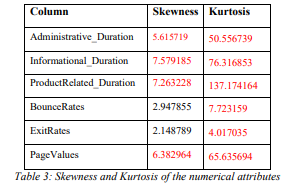 Column Skewness Kurtosis
Administrative_Duration 5.615719 50.556739
Informational_Duration 7.579185 76.316853
ProductRelated_Duration 7.263228 137.174164
BounceRates 2.947855 7.723159
ExitRates 2.148789 4.017035
PageValues 6.382964 65.635694
Table 3: Skewness and Kurtosis of the numerical attributes